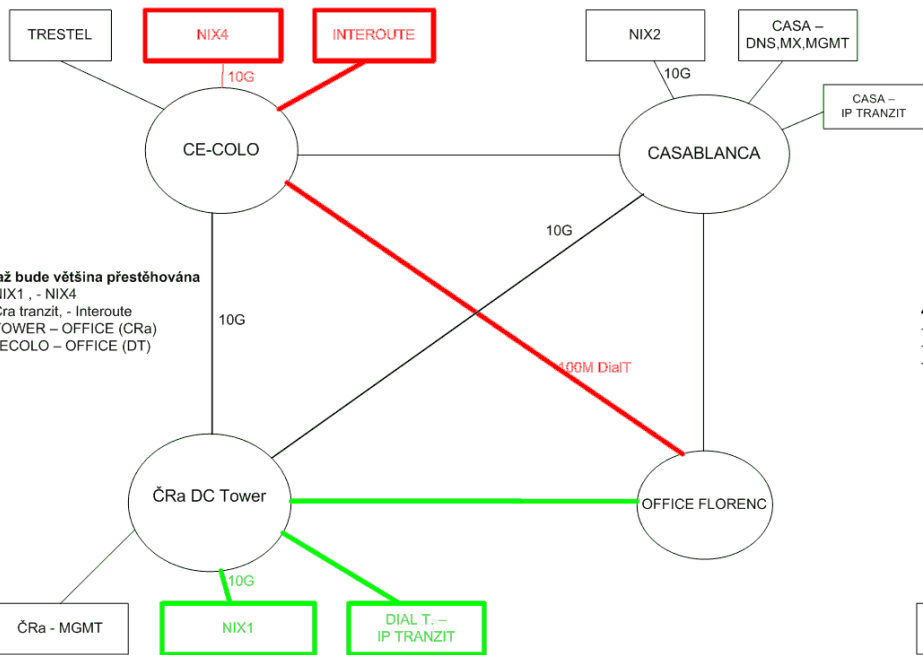 TRESTEL
NIX4
INTEROUTE
NIX2
CASA –
DNS,MX,MGMT
10G
10G
CASA –
IP TRANZIT
CE-COLO
CASABLANCA
10G
až bude většina přestěhována
NIX1 , - NIX4
Cra tranzit, - Interoute
TOWER – OFFICE (CRa)
CECOLO – OFFICE (DT)
10G
100M DialT
ČRa DC Tower
OFFICE FLORENC
10G
ČRa - MGMT
NIX1
DIAL T. –
IP TRANZIT